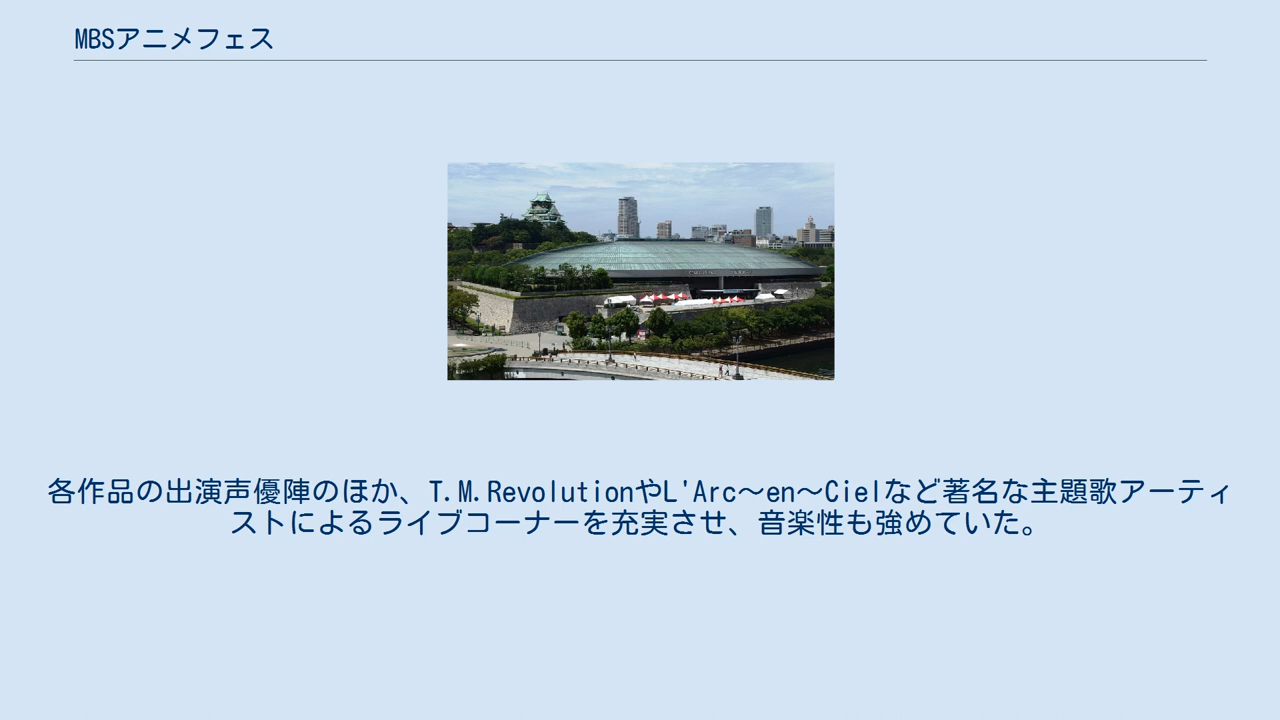 MBSアニメフェス
各作品の出演声優陣のほか、T.M.RevolutionやL'Arc〜en〜Cielなど著名な主題歌アーティ
ストによるライブコーナーを充実させ、音楽性も強めていた。